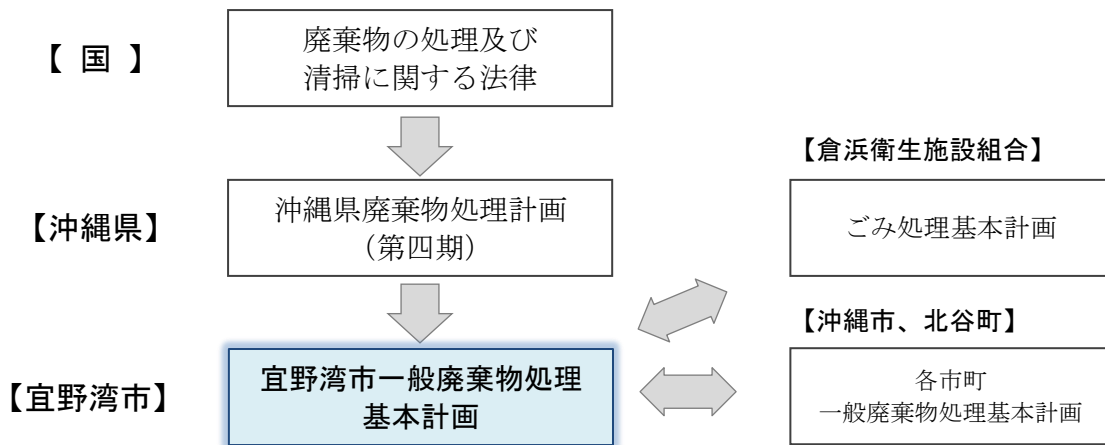 【 国 】
廃棄物の処理及び
清掃に関する法律
【沖縄県】
沖縄県廃棄物処理計画
（第四期）
【倉浜衛生施設組合】
ごみ処理基本計画
【宜野湾市】
宜野湾市一般廃棄物処理
基本計画
【沖縄市、北谷町】
各市町
一般廃棄物処理基本計画